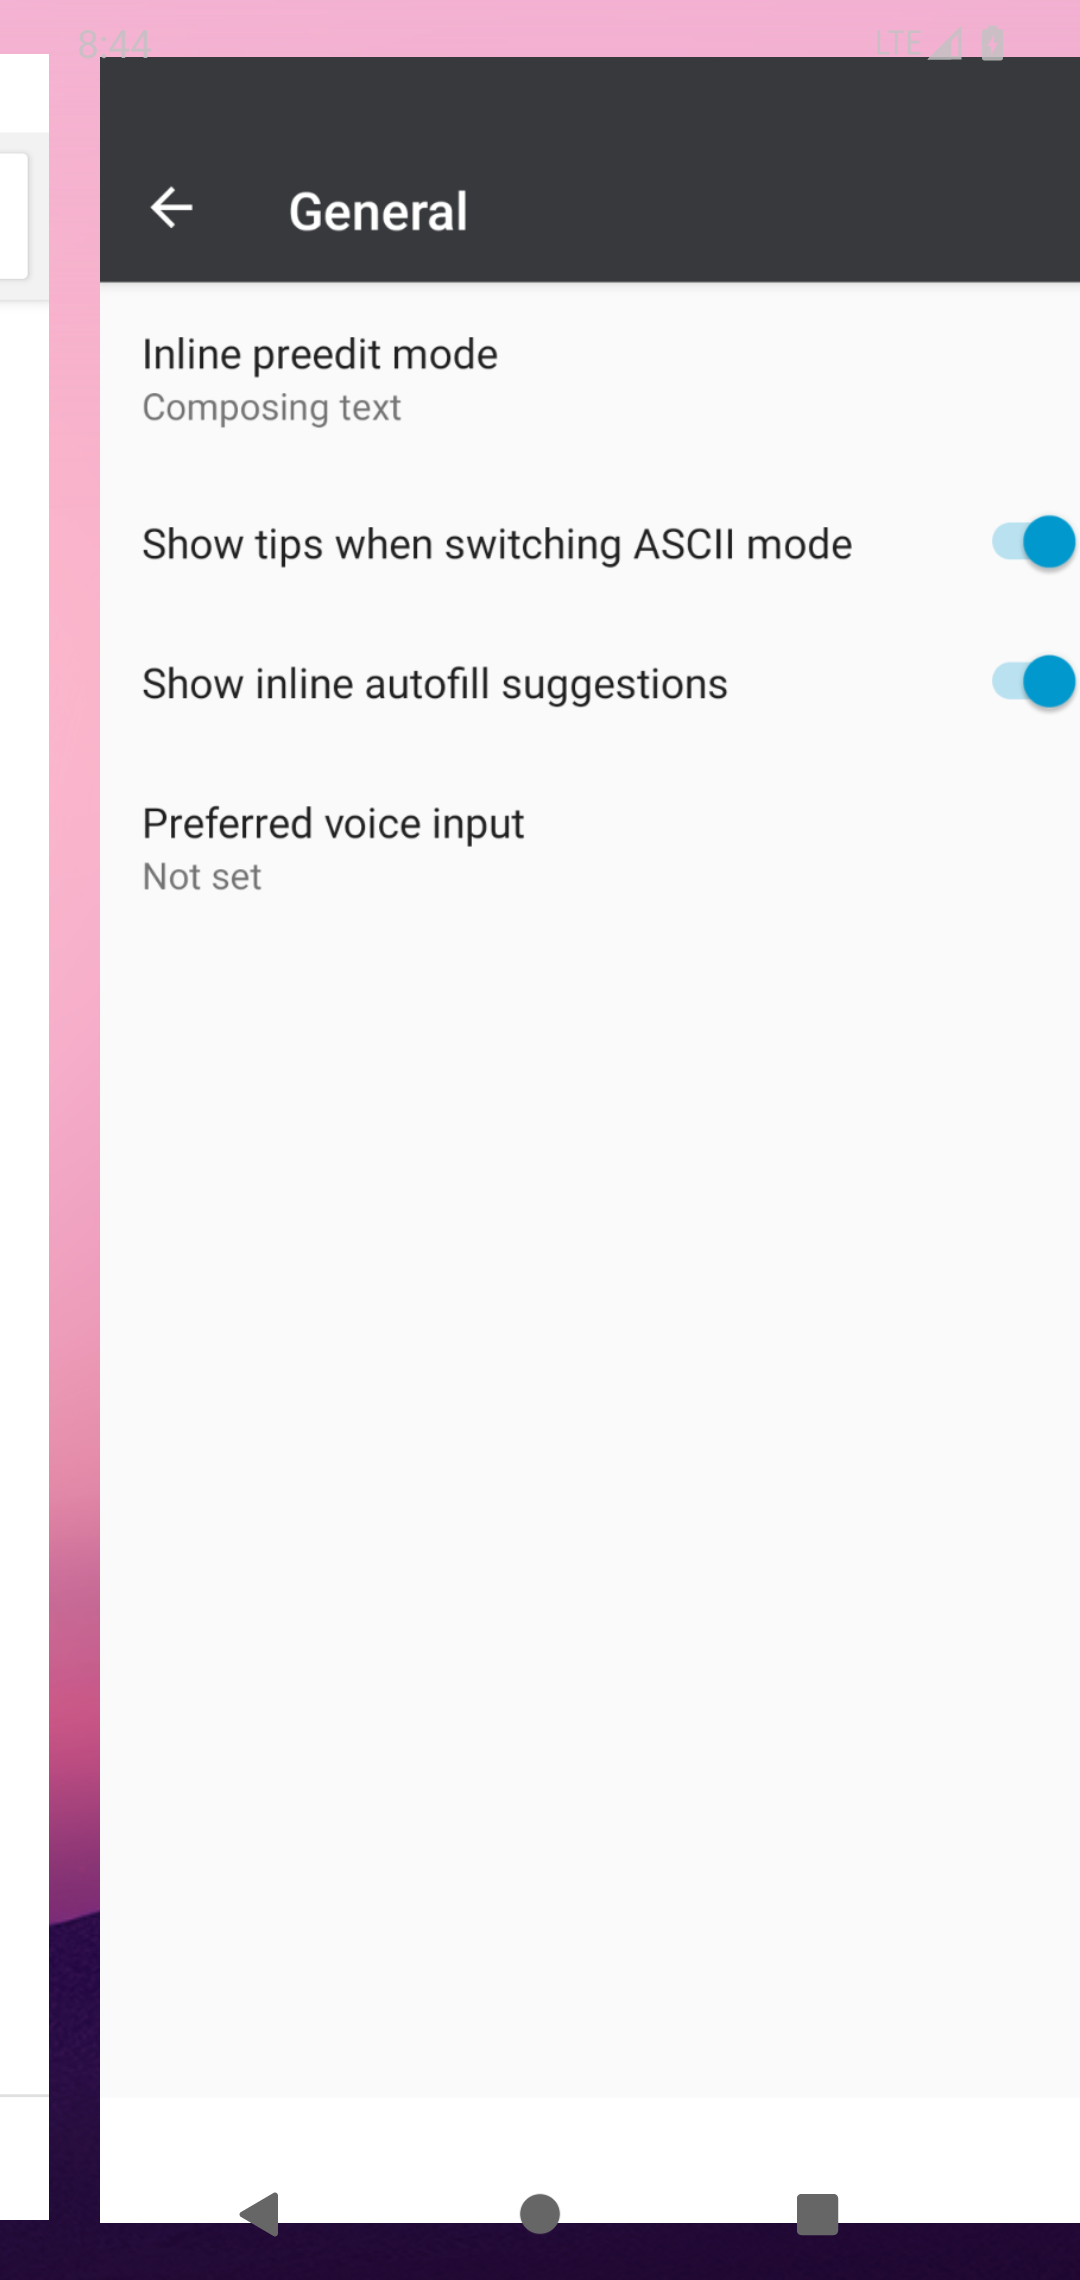 8:44
LTE
General
Inline preedit mode
Composing text
Show tips when switching ASCII mode
Show inline autofill suggestions
Preferred voice input
Not set